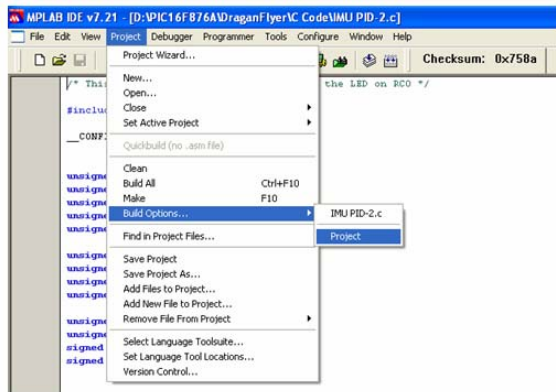 MPLAB IDE v7.21 - [D:\PIC16F876A\DraganFlyer\C Code\IMU PID-2.c]
File Edit View Project Debugger Programmer Tools Configure Window Help
Checksum: 0x758a
Project Wizard...
/* This the LED on RC0 */
New...
Open...
Close
Set Active Project
Quickbuild (no .asm file)
Clean
Build All Ctrl+F10
Make F10
Build Options... IMU PID-2.c
Find in Project Files... Project
Save Project
Save Project As...
Add Files to Project...
Add New File to Project...
Remove File From Project
Select Language Toolsuite...
Set Language Tool Locations...
Version Control...
#includ
__CONF
unsigne
unsigne
unsigne
unsigne
unsigne
unsigne
unsigne
unsigne
unsigne
unsigne
unsigne
signed
signed